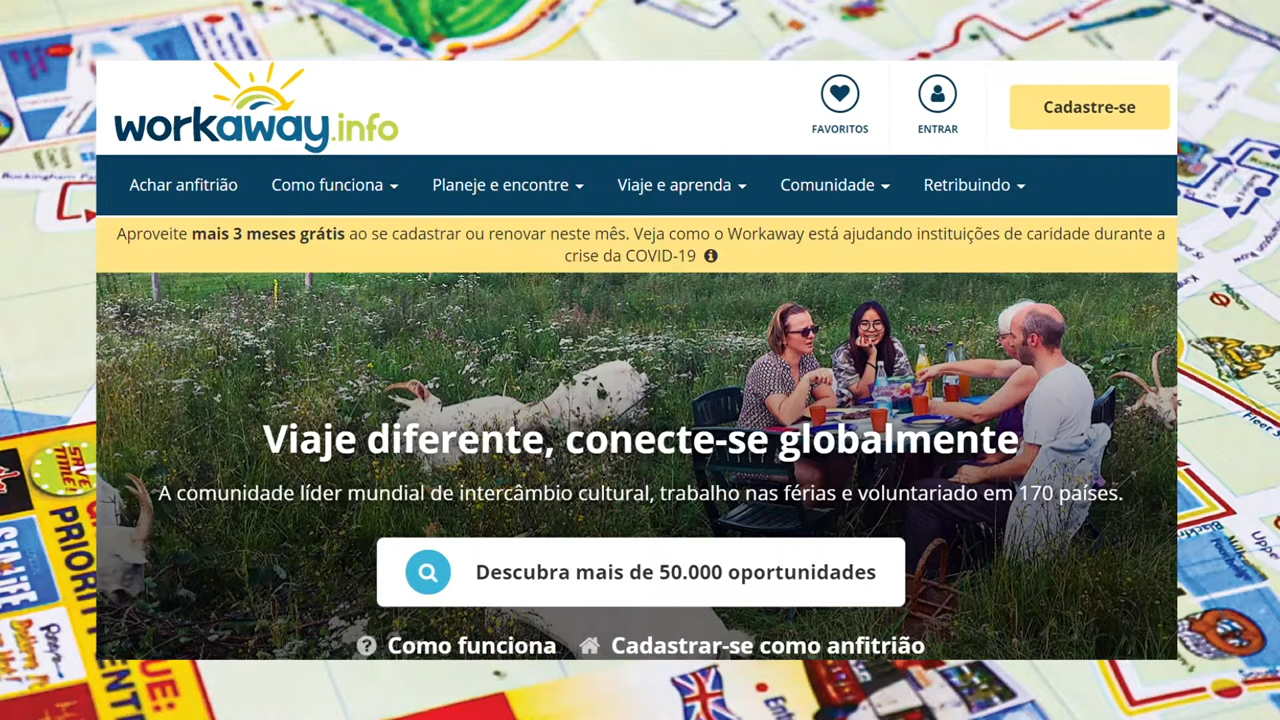 workaway.info
FAVORITOS
ENTRAR
Cadastre-se
Achar anfitrião
Como funciona
Planeje e encontre
Viaje e aprenda
Comunidade
Retribuindo
Aproveite mais 3 meses grátis ao se cadastrar ou renovar neste mês. Veja como o Workaway está ajudando instituições de caridade durante a
crise da COVID-19
Viaje diferente, conecte-se globalmente
A comunidade líder mundial de intercâmbio cultural, trabalho nas férias e voluntariado em 170 países.
Descubra mais de 50.000 oportunidades
Como funciona
Cadastrar-se como anfitrião
SAVE
TIME
PRIORIT
SEA LIFE